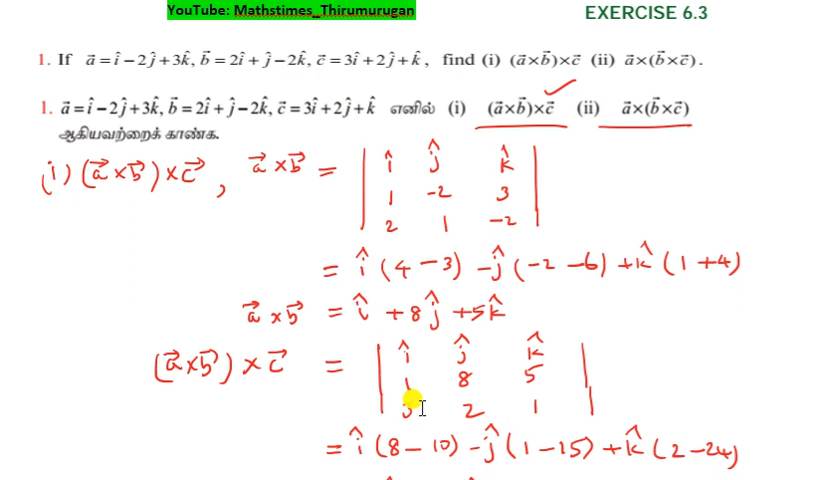 YouTube: Mathstimes_Thirumurugan
EXERCISE 6.3
1. If a⃗ = î − 2ĵ + 3k̂, b⃗ = 2î + ĵ − 2k̂, c⃗ = 3î + 2ĵ + k̂, find (i) (a⃗ × b⃗) × c⃗ (ii) a⃗ × (b⃗ × c⃗).
1. a⃗ = î − 2ĵ + 3k̂, b⃗ = 2î + ĵ − 2k̂, c⃗ = 3î + 2ĵ + k̂ எனில் (i) (a⃗ × b⃗) × c⃗ (ii) a⃗ × (b⃗ × c⃗)
ஆகியவற்றைக் காண்க.
(i) (a⃗ × b⃗) × c⃗ , a⃗ × b⃗ = | î ĵ k̂ |
| 1 -2 3 |
| 2 1 -2 |
= î (4 − 3) − ĵ (−2 − 6) + k̂ (1 + 4)
a⃗ × b⃗ = î + 8ĵ + 5k̂
(a⃗ × b⃗) × c⃗ = | î ĵ k̂ |
| 1 8 5 |
| 3 2 1 |
= î (8 − 10) − ĵ (1 − 15) + k̂ (2 − 24)